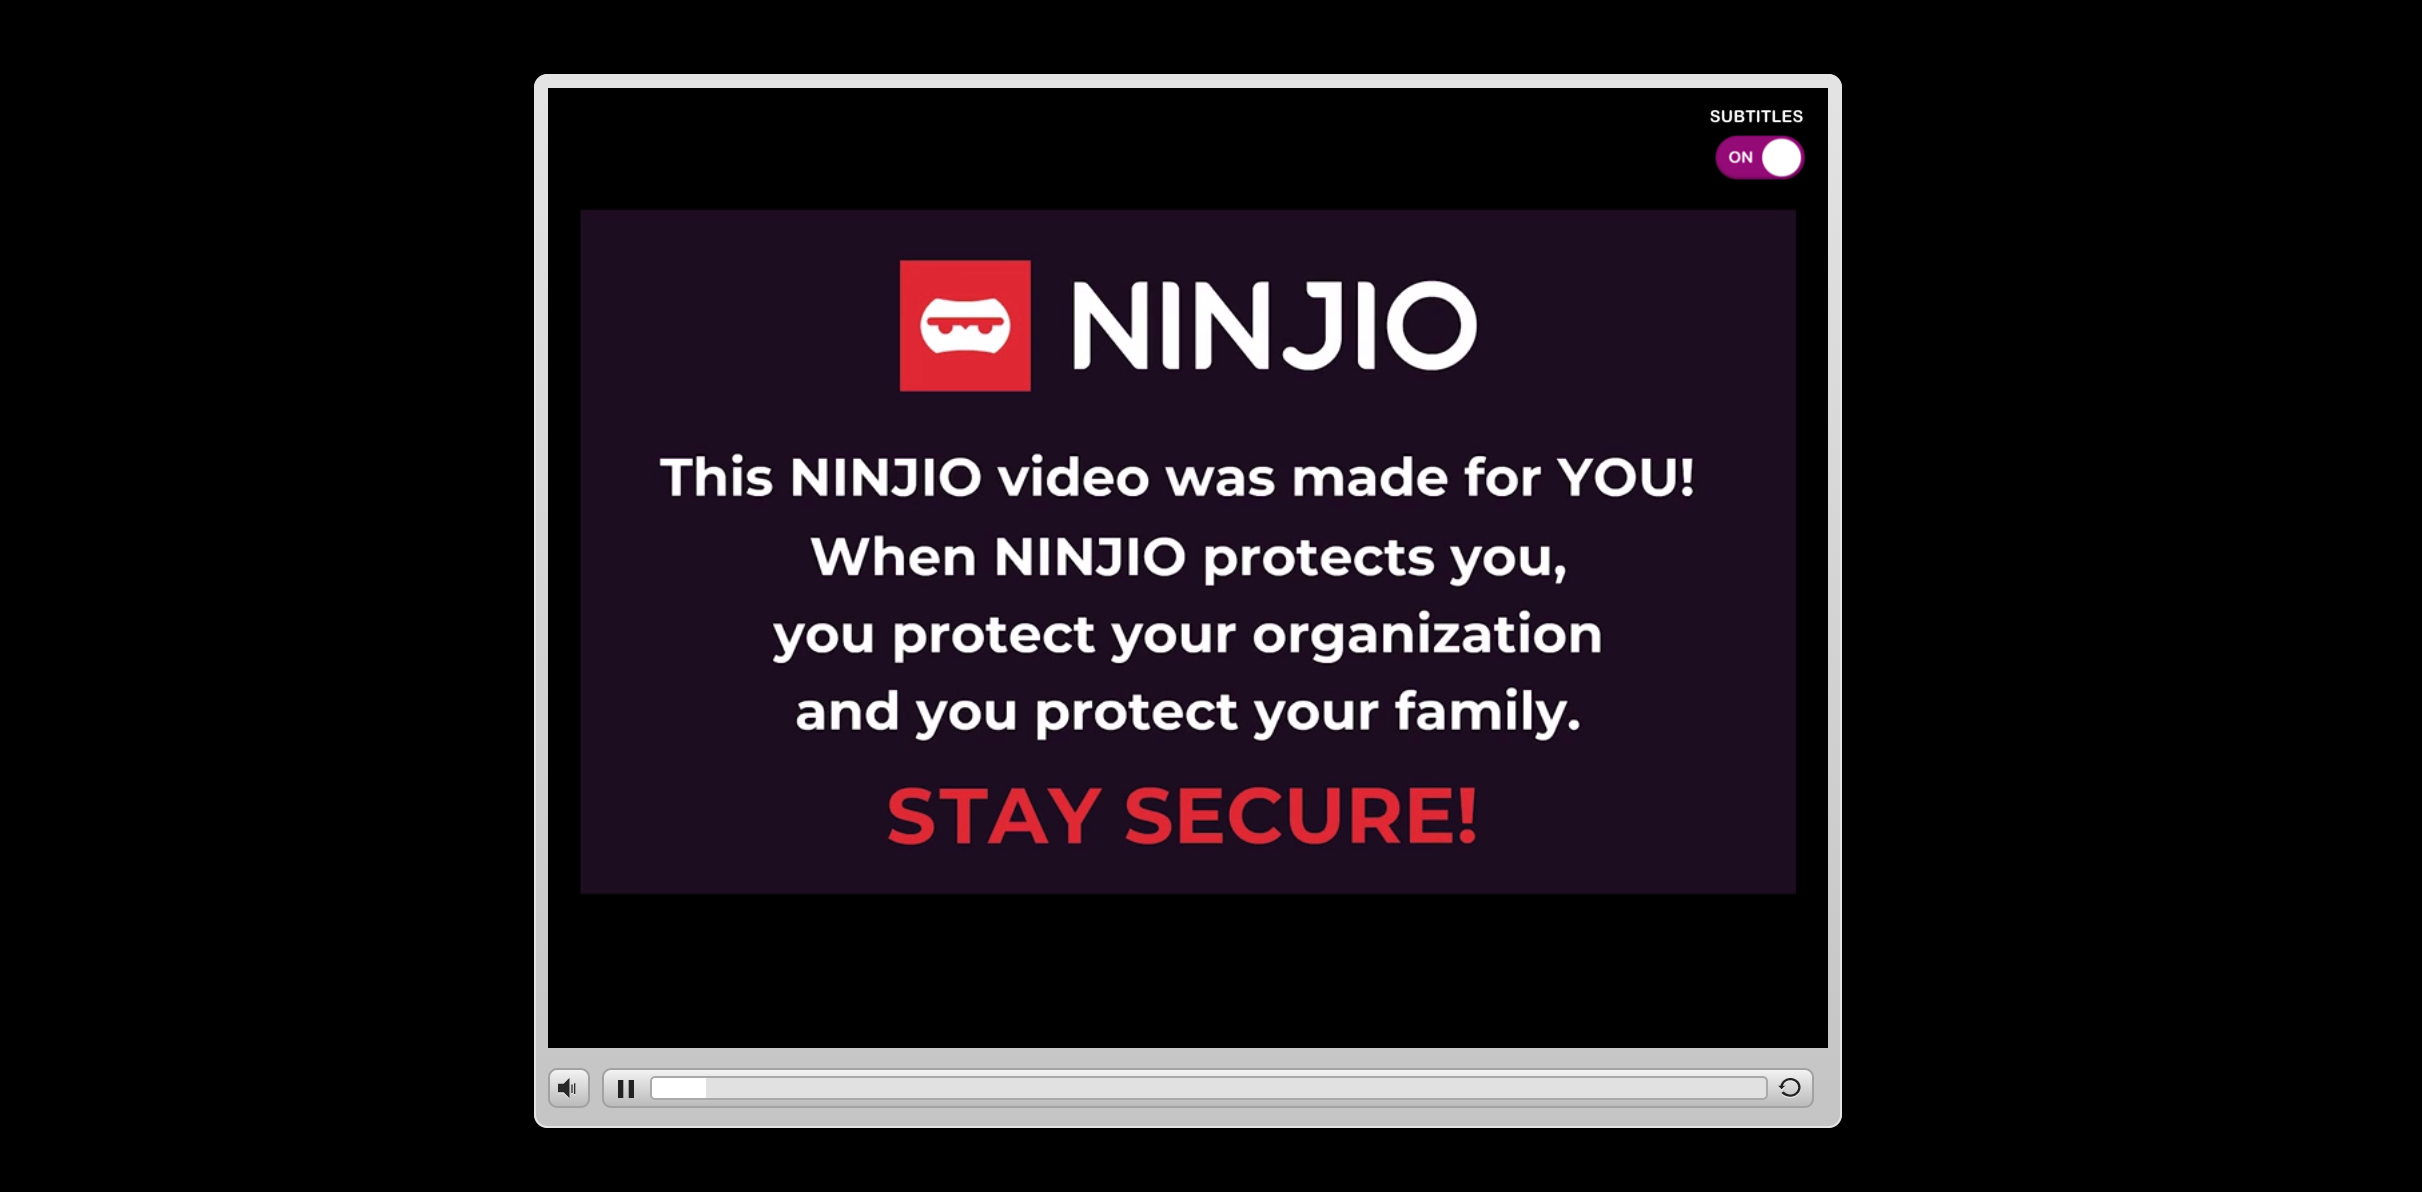 SUBTITLES
ON
NINJIO
This NINJIO video was made for YOU!
When NINJIO protects you,
you protect your organization
and you protect your family.
STAY SECURE!